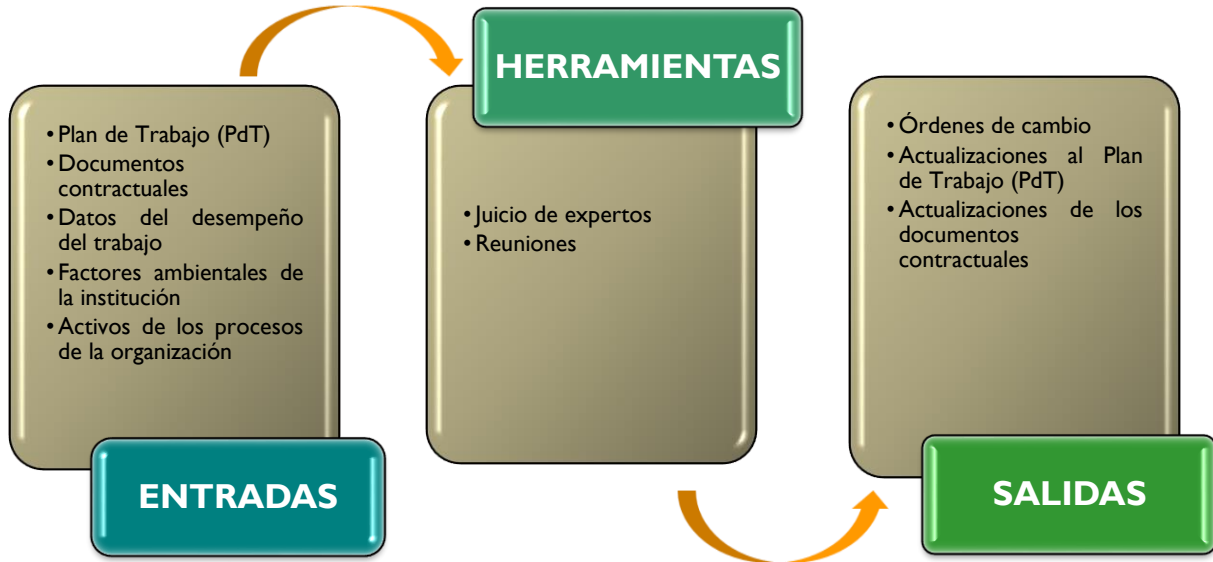 • Plan de Trabajo (PdT)
• Documentos
contractuales
• Datos del desempeño
del trabajo
• Factores ambientales de
la institución
• Activos de los procesos
de la organización
ENTRADAS
HERRAMIENTAS
• Juicio de expertos
• Reuniones
• Órdenes de cambio
• Actualizaciones al Plan
de Trabajo (PdT)
• Actualizaciones de los
documentos
contractuales
SALIDAS